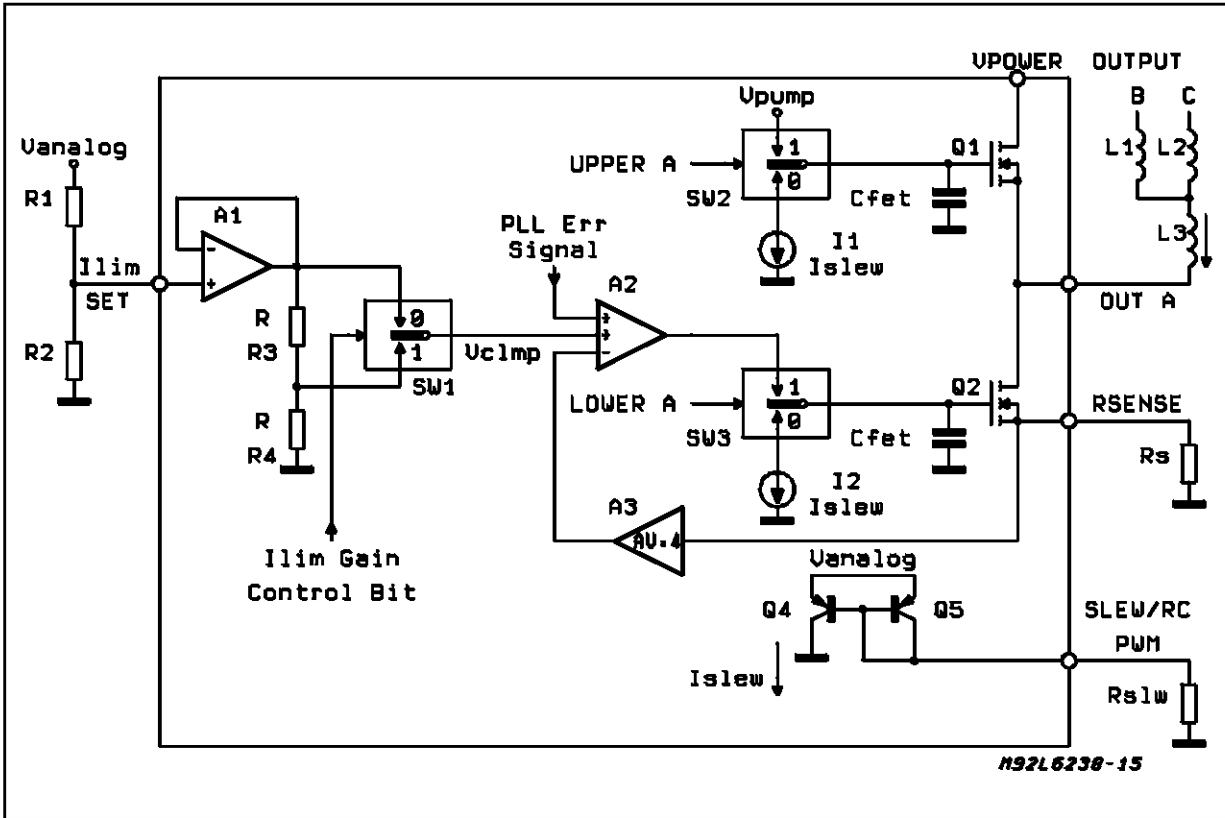 VPOWER OUTPUT
B C
Vpump
Vanalog
R1
A1
UPPER A
1
0
SW2
Q1
Cfet
L1
L2
L3
PLL Err
Signal
I1
Islew
Ilim
SET
-
+
A2
OUT A
R
R3
0
1
SW1
Vclmp
+
+
-
R2
R
R4
LOWER A
1
0
SW3
Q2
Cfet
RSENSE
Rs
I2
Islew
A3
AV=4
Ilim Gain
Control Bit
Vanalog
Q4
Q5
SLEW/RC
PWM
Islew
Rslw
M92L6238-15